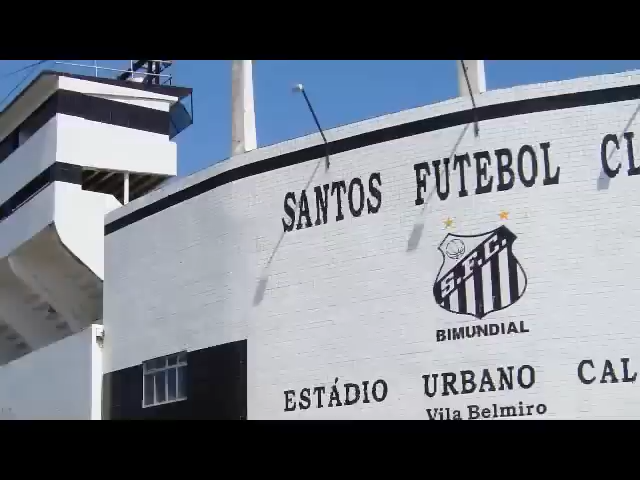 SANTOS FUTEBOL CL
S.F.C.
BIMUNDIAL
ESTÁDIO URBANO CAL
Vila Belmiro